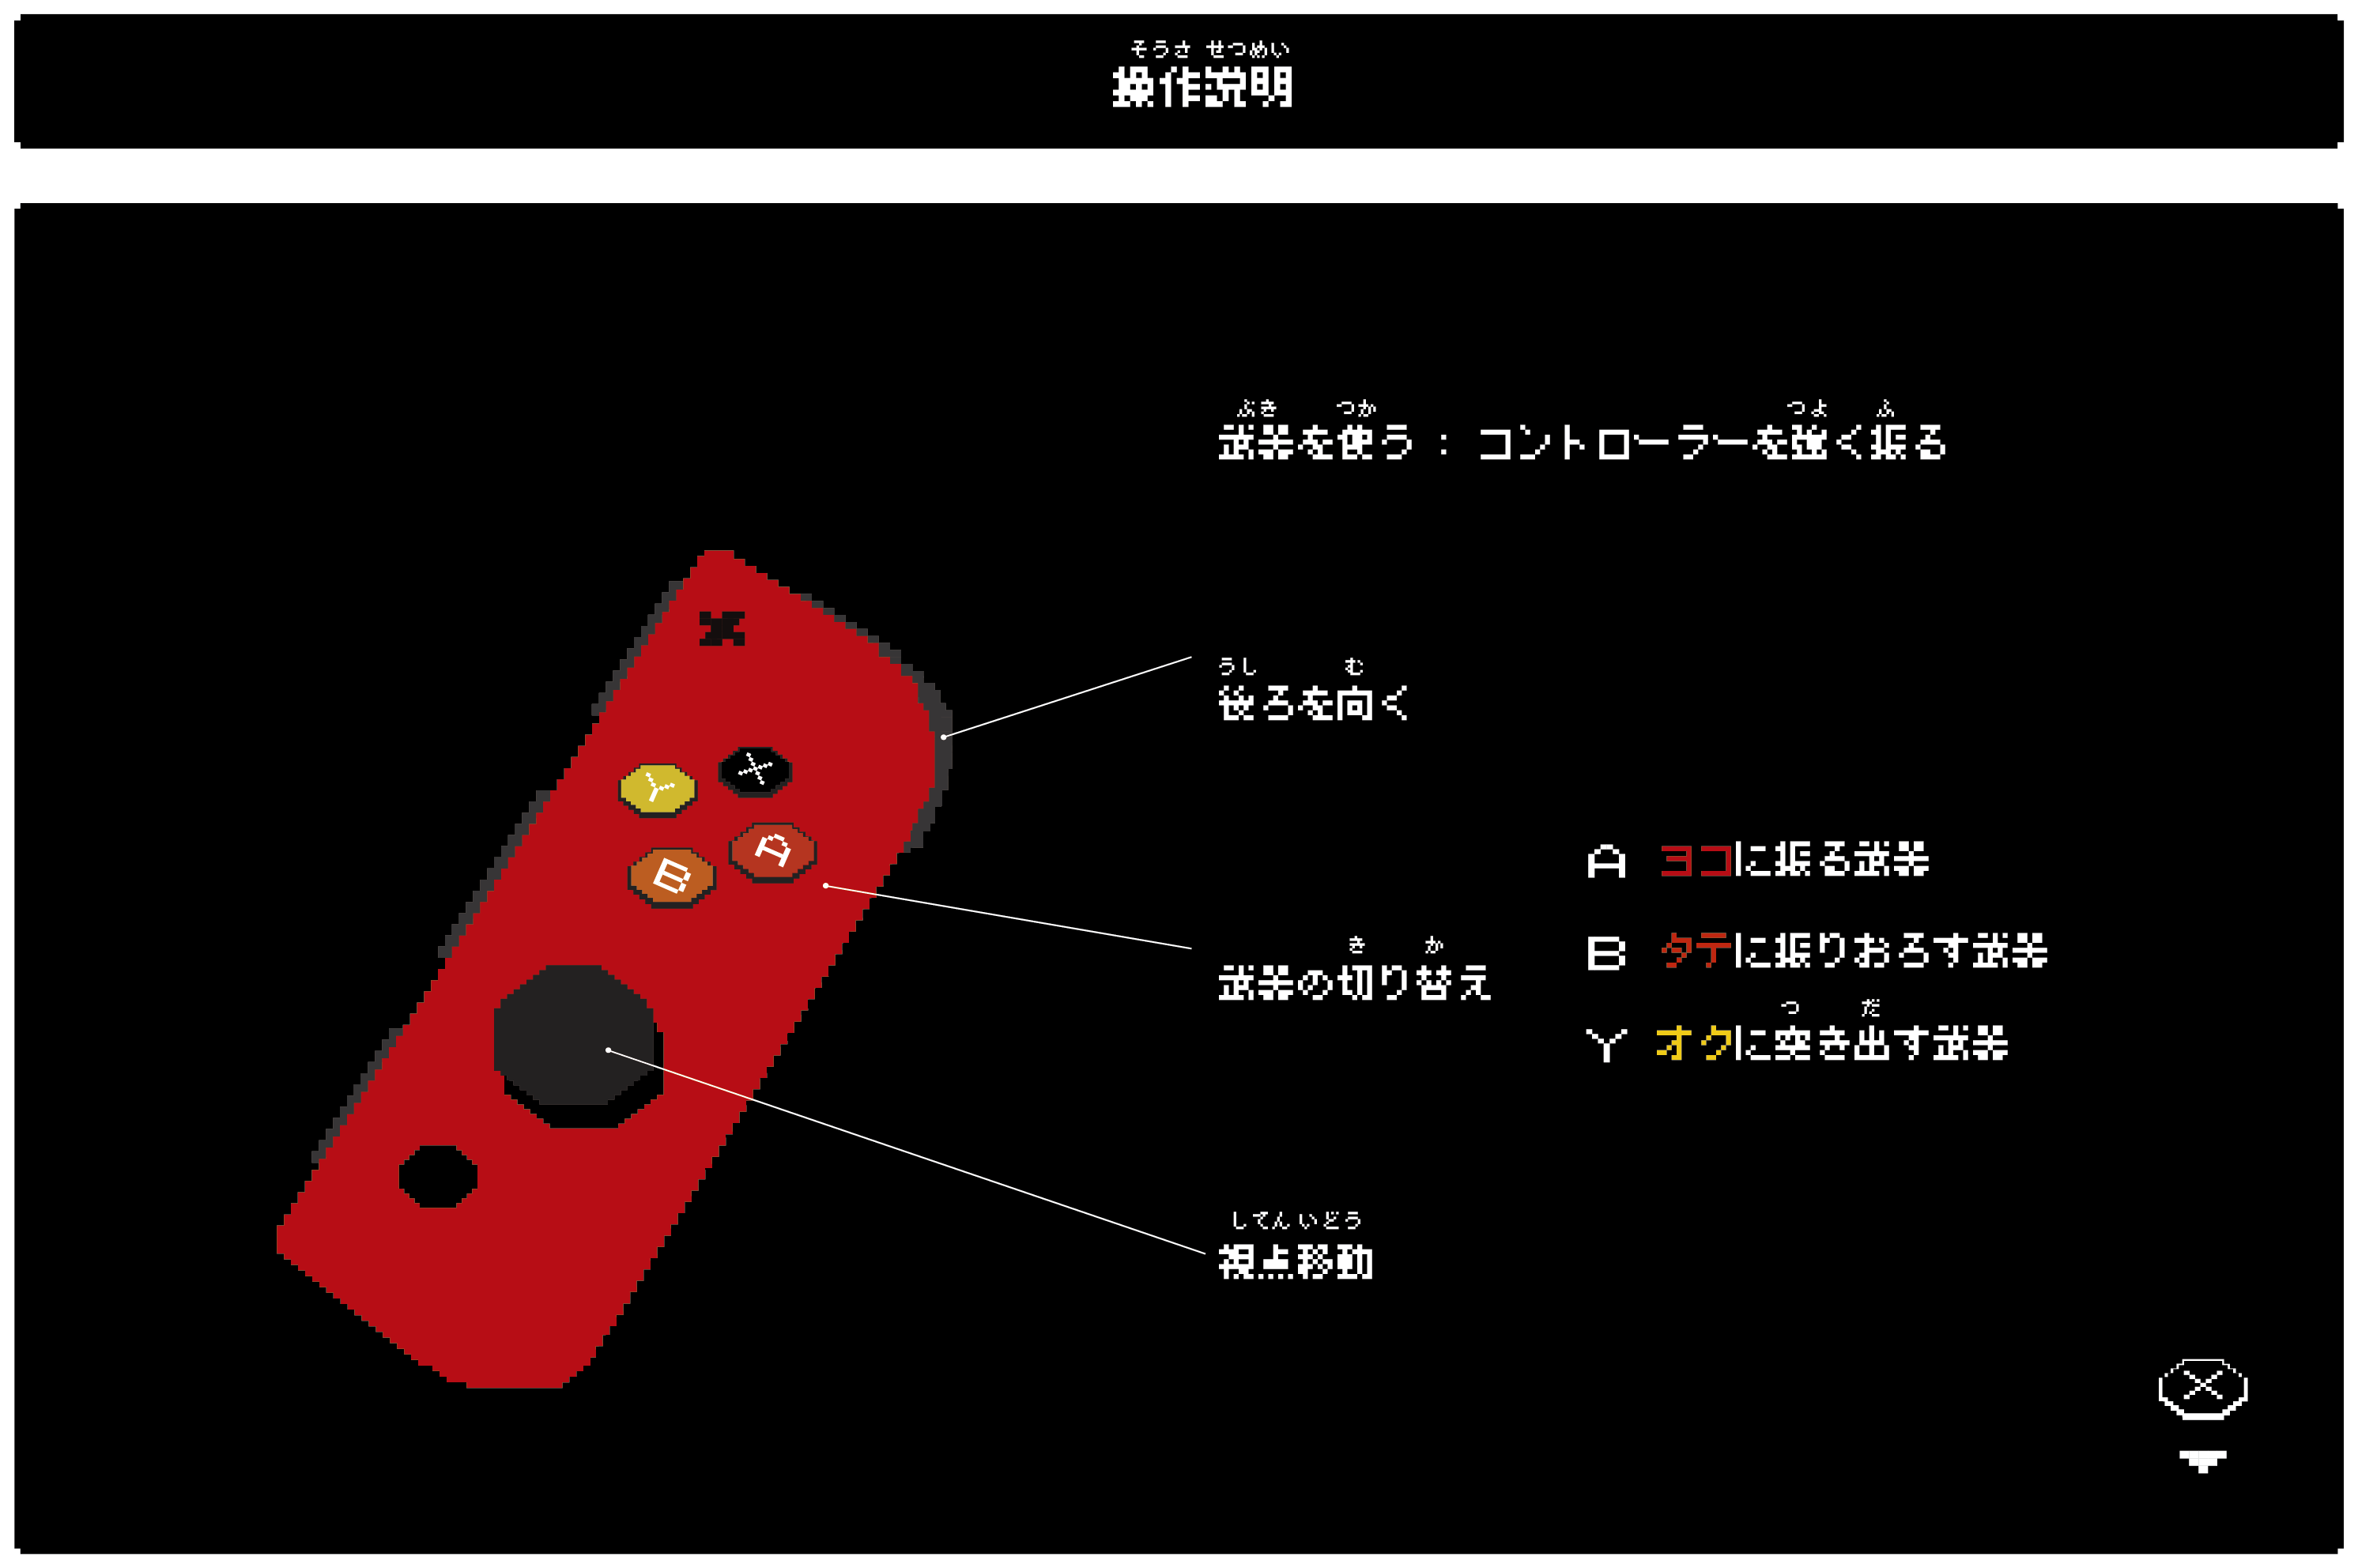 そうさ せつめい
操作説明
ぶき つか つよ ふ
武器を使う：コントローラーを強く振る
うし む
後ろを向く
Y X
B A
A ヨコに振る武器
B タテに振りおろす武器
き か
武器の切り替え
つ だ
Y オクに突き出す武器
してんいどう
視点移動
X